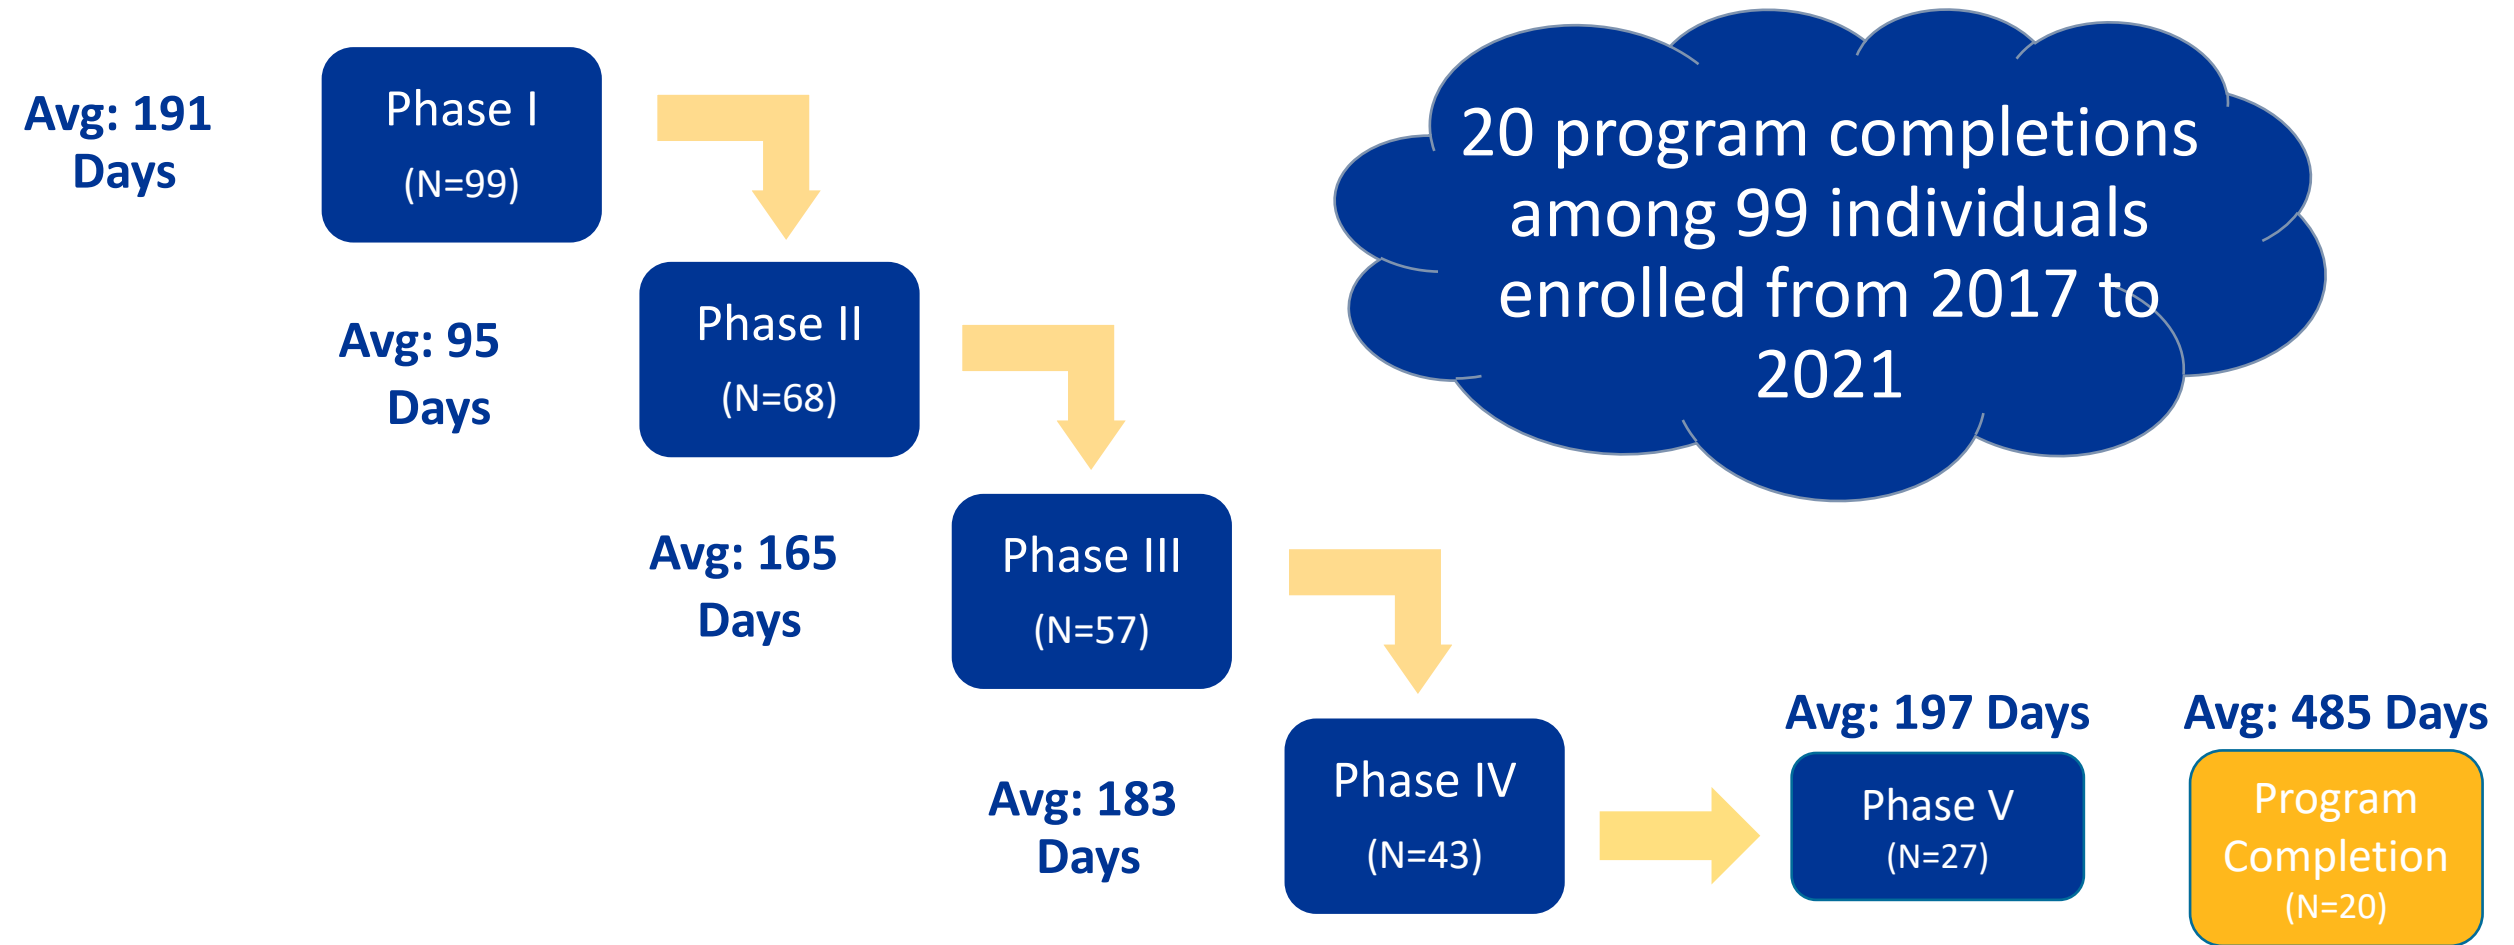 Avg: 191
Days
Phase I
(N=99)
20 program completions
among 99 individuals
enrolled from 2017 to
2021
Avg: 95
Days
Phase II
(N=68)
Avg: 165
Days
Phase III
(N=57)
Avg: 183
Days
Phase IV
(N=43)
Avg: 197 Days
Phase V
(N=27)
Avg: 485 Days
Program
Completion
(N=20)